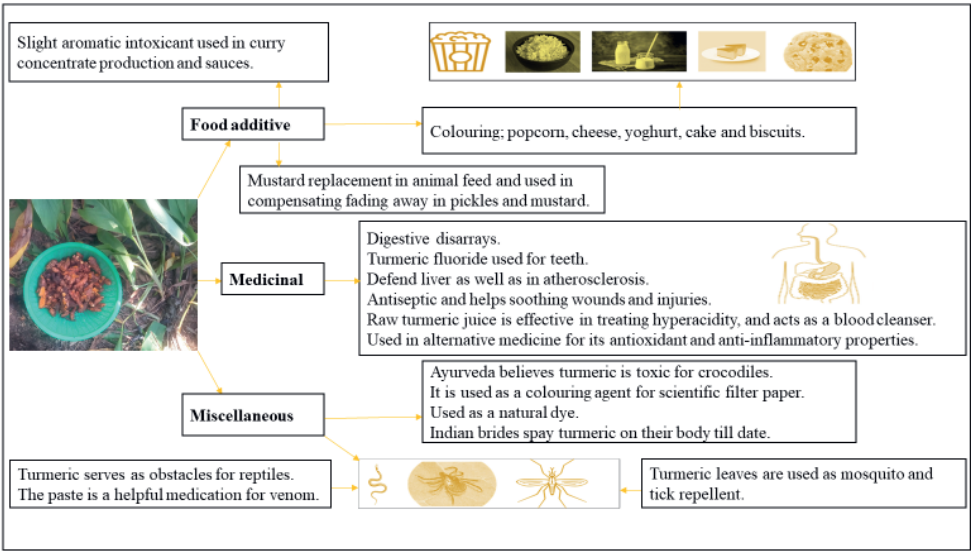 Slight aromatic intoxicant used in curry
concentrate production and sauces.
Food additive
Colouring; popcorn, cheese, yoghurt, cake and biscuits.
Mustard replacement in animal feed and used in
compensating fading away in pickles and mustard.
Medicinal
Digestive disarrays.
Turmeric fluoride used for teeth.
Defend liver as well as in atherosclerosis.
Antiseptic and helps soothing wounds and injuries.
Raw turmeric juice is effective in treating hyperacidity, and acts as a blood cleanser.
Used in alternative medicine for its antioxidant and anti-inflammatory properties.
Miscellaneous
Ayurveda believes turmeric is toxic for crocodiles.
It is used as a colouring agent for scientific filter paper.
Used as a natural dye.
Indian brides spay turmeric on their body till date.
Turmeric serves as obstacles for reptiles.
The paste is a helpful medication for venom.
Turmeric leaves are used as mosquito and
tick repellent.